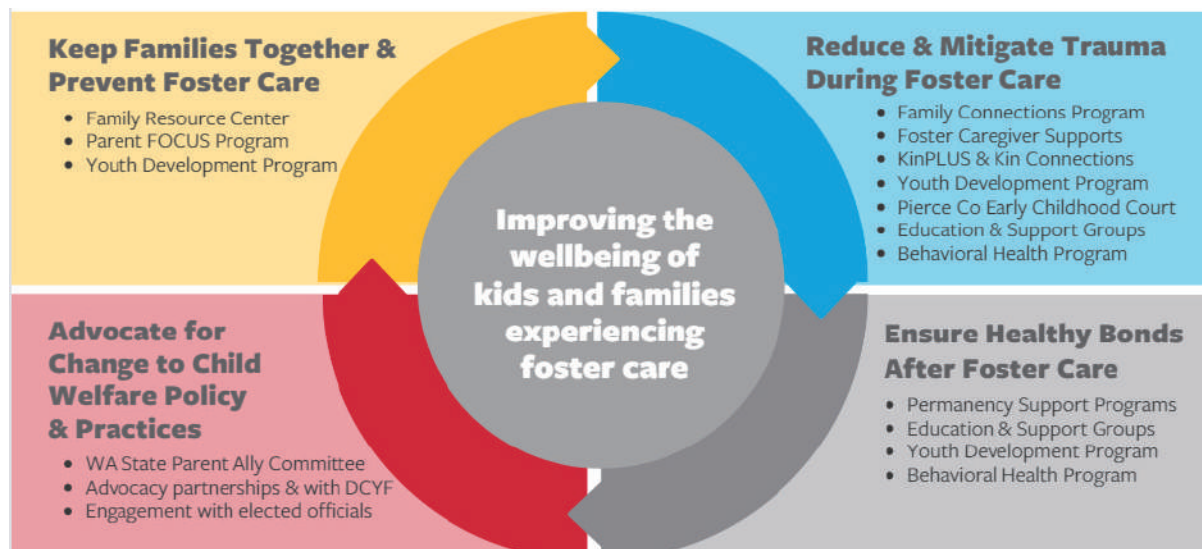 Keep Families Together &
Prevent Foster Care
• Family Resource Center
• Parent FOCUS Program
• Youth Development Program
Reduce & Mitigate Trauma
During Foster Care
• Family Connections Program
• Foster Caregiver Supports
• KinPLUS & Kin Connections
• Youth Development Program
• Pierce Co Early Childhood Court
• Education & Support Groups
• Behavioral Health Program
Improving the
wellbeing of
kids and families
experiencing
foster care
Advocate for
Change to Child
Welfare Policy
& Practices
• WA State Parent Ally Committee
• Advocacy partnerships & with DCYF
• Engagement with elected officials
Ensure Healthy Bonds
After Foster Care
• Permanency Support Programs
• Education & Support Groups
• Youth Development Program
• Behavioral Health Program